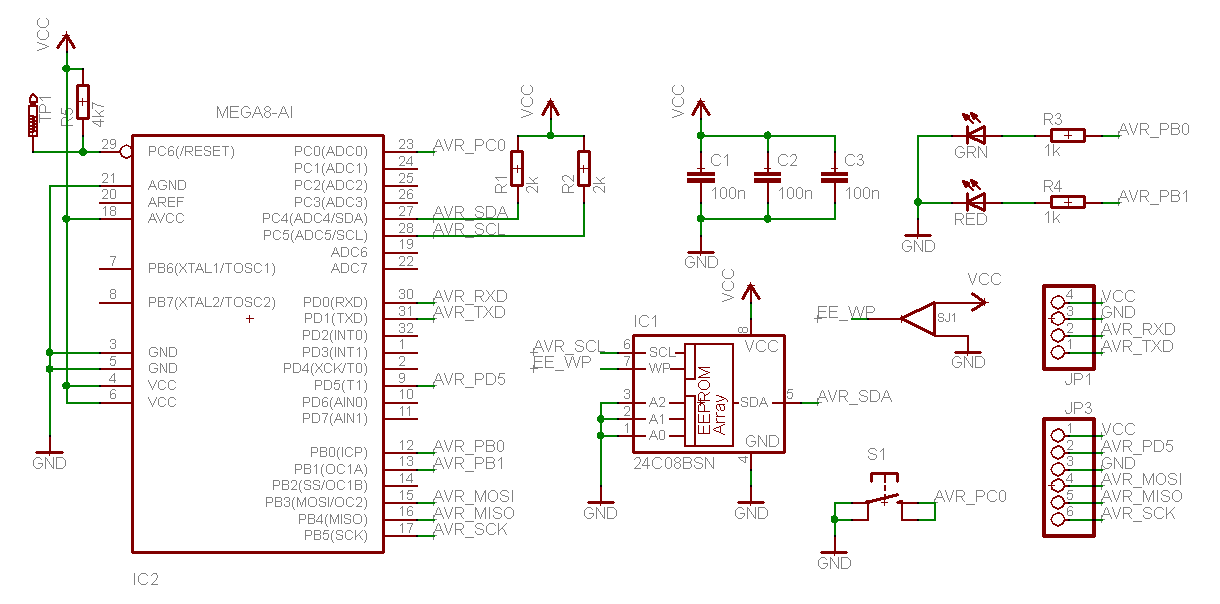 VCC
TP1
R5
4k7
MEGA8-AI
29 PC6(/RESET)
21 AGND
20 AREF
18 AVCC
7 PB6(XTAL1/TOSC1)
8 PB7(XTAL2/TOSC2)
3 GND
5 GND
4 VCC
6 VCC
GND
PC0(ADC0) 23 AVR_PC0
PC1(ADC1) 24
PC2(ADC2) 25
PC3(ADC3) 26
PC4(ADC4/SDA) 27 AVR_SDA
PC5(ADC5/SCL) 28 AVR_SCL
ADC6 19
ADC7 22
PD0(RXD) 30 AVR_RXD
PD1(TXD) 31 AVR_TXD
PD2(INT0) 32
PD3(INT1) 1
PD4(XCK/T0) 2
PD5(T1) 9 AVR_PD5
PD6(AIN0) 10
PD7(AIN1) 11
PB0(ICP) 12 AVR_PB0
PB1(OC1A) 13 AVR_PB1
PB2(SS/OC1B) 14
PB3(MOSI/OC2) 15 AVR_MOSI
PB4(MISO) 16 AVR_MISO
PB5(SCK) 17 AVR_SCK
IC2
VCC
R1
2k
R2
2k
VCC
C1
100n
C2
100n
C3
100n
GND
GRN
R3
1k
AVR_PB0
RED
R4
1k
AVR_PB1
GND
VCC
IC1
8
VCC
AVR_SCL 6 SCL
EE_WP 7 WP
3 A2
2 A1
1 A0
EEPROM
Array
SDA 5 AVR_SDA
GND
4
24C08BSN
GND
GND
EE_WP
SJ1
VCC
GND
S1
AVR_PC0
GND
4 VCC
3 GND
2 AVR_RXD
1 AVR_TXD
JP1
JP3
1 VCC
2 AVR_PD5
3 GND
4 AVR_MOSI
5 AVR_MISO
6 AVR_SCK